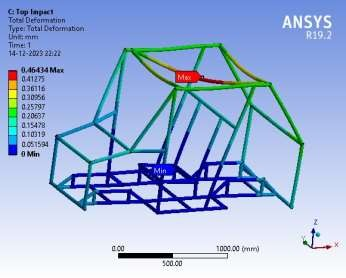 C: Top Impact
Total Deformation
Type: Total Deformation
Unit: mm
Time: 1
14-12-2023 22:22
0.46434 Max
0.41275
0.36116
0.30956
0.25797
0.20637
0.15478
0.10319
0.051594
0 Min
ANSYS
R19.2
Max
Min
0.00
1000.00 (mm)
500.00
Z
Y
X